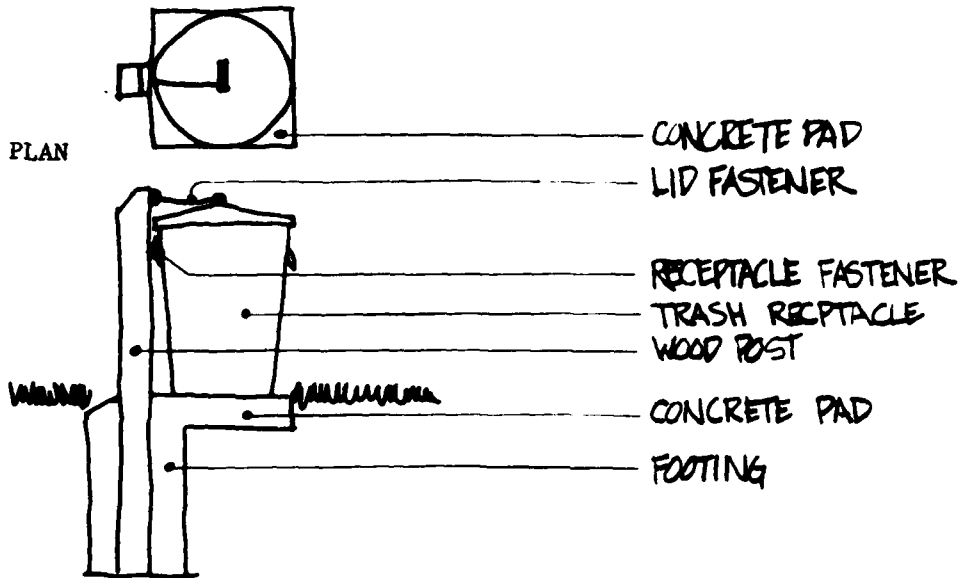 CONCRETE PAD
PLAN
LID FASTENER
RECEPTACLE FASTENER
TRASH RECPTACLE
WOOD POST
CONCRETE PAD
FOOTING